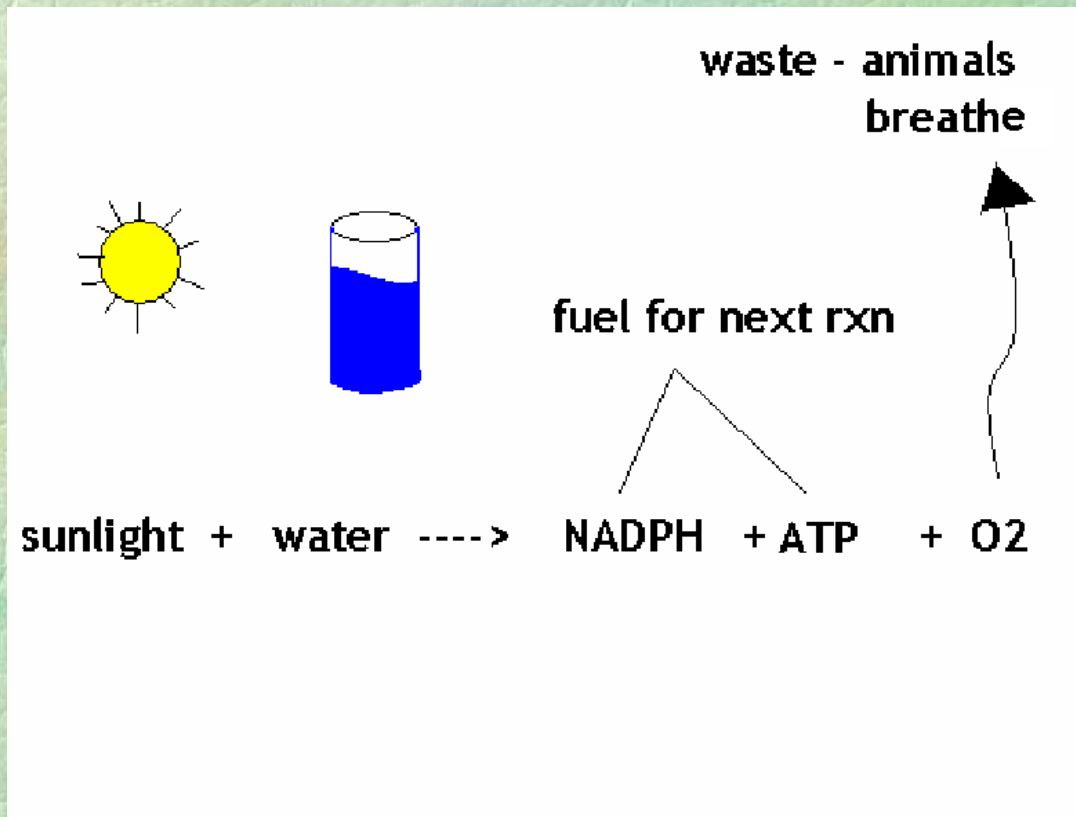 waste - animals
breathe
fuel for next rxn
sunlight + water ----> NADPH + ATP + O2